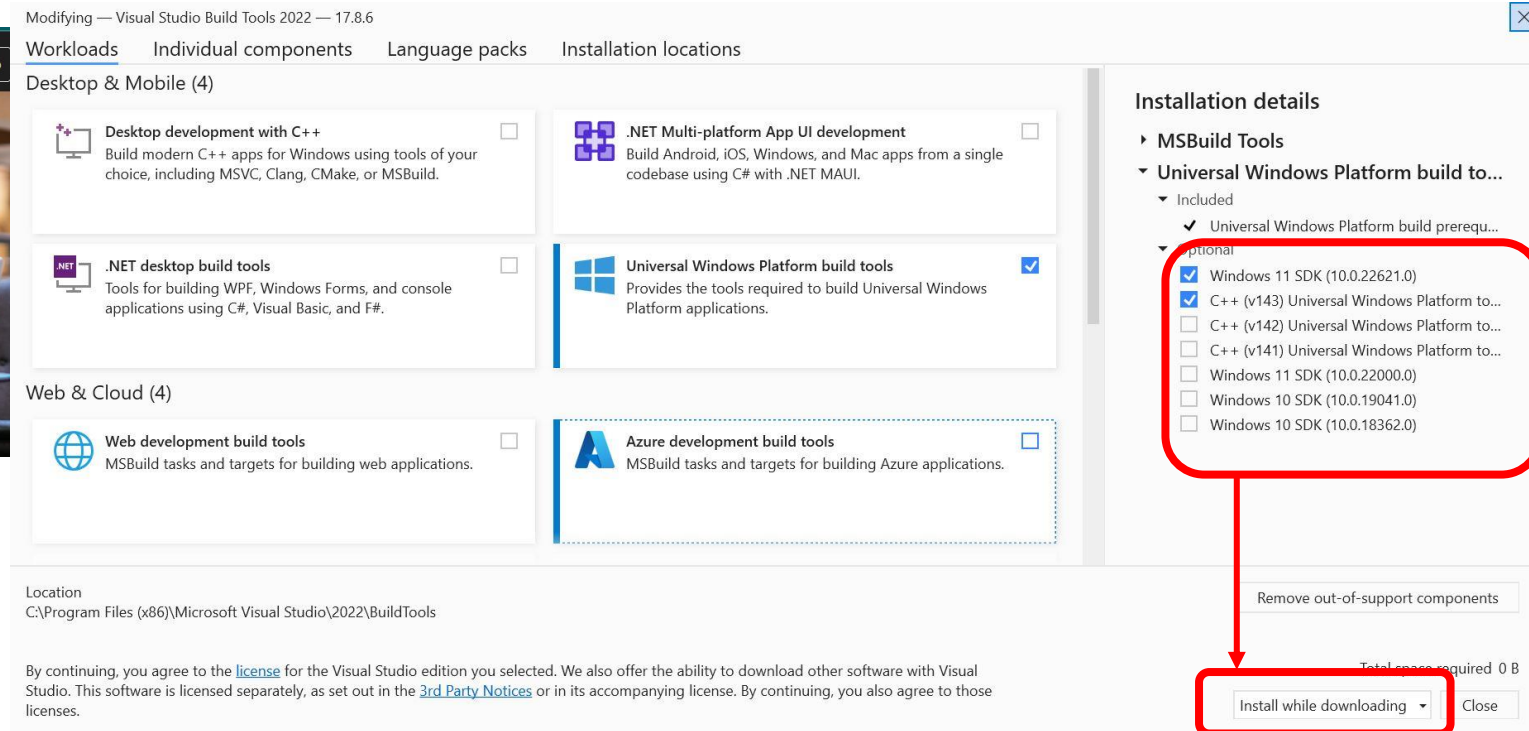 Modifying — Visual Studio Build Tools 2022 — 17.8.6
Workloads Individual components Language packs Installation locations
Desktop & Mobile (4)
Desktop development with C++
Build modern C++ apps for Windows using tools of your
choice, including MSVC, Clang, CMake, or MSBuild.
.NET Multi-platform App UI development
Build Android, iOS, Windows, and Mac apps from a single
codebase using C# with .NET MAUI.
.NET
.NET desktop build tools
Tools for building WPF, Windows Forms, and console
applications using C#, Visual Basic, and F#.
Universal Windows Platform build tools
Provides the tools required to build Universal Windows
Platform applications.
Web & Cloud (4)
Web development build tools
MSBuild tasks and targets for building web applications.
Azure development build tools
MSBuild tasks and targets for building Azure applications.
Installation details
MSBuild Tools
Universal Windows Platform build to...
Included
Universal Windows Platform build prerequ...
Optional
Windows 11 SDK (10.0.22621.0)
C++ (v143) Universal Windows Platform to...
C++ (v142) Universal Windows Platform to...
C++ (v141) Universal Windows Platform to...
Windows 11 SDK (10.0.22000.0)
Windows 10 SDK (10.0.19041.0)
Windows 10 SDK (10.0.18362.0)
Location
C:\Program Files (x86)\Microsoft Visual Studio\2022\BuildTools
Remove out-of-support components
By continuing, you agree to the license for the Visual Studio edition you selected. We also offer the ability to download other software with Visual
Studio. This software is licensed separately, as set out in the 3rd Party Notices or in its accompanying license. By continuing, you also agree to those
licenses.
Total space required 0 B
Install while downloading
Close